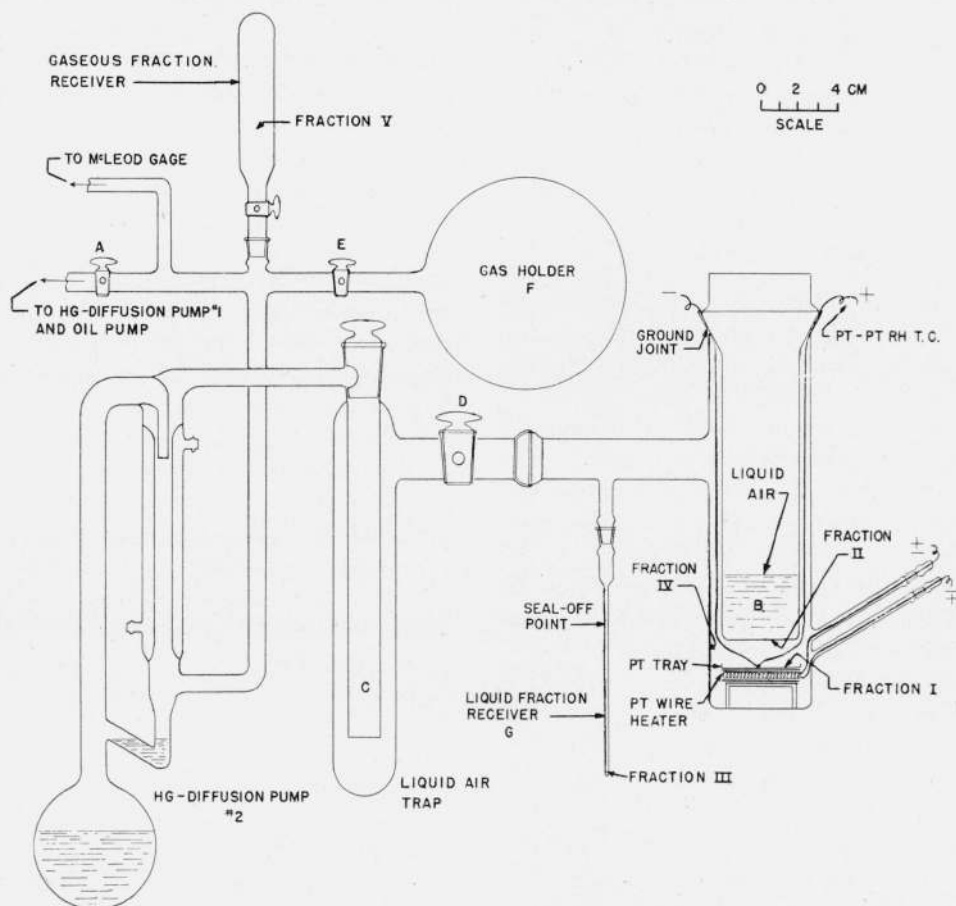 GASEOUS FRACTION
RECEIVER
FRACTION V
0 2 4 CM
SCALE
TO McLEOD GAGE
A
E
GAS HOLDER
F
TO HG-DIFFUSION PUMP #1
AND OIL PUMP
D
− +
GROUND
JOINT
PT-PT RH T.C.
LIQUID
AIR
FRACTION
II
FRACTION
IV
B
±
∓
SEAL-OFF
POINT
PT TRAY
PT WIRE
HEATER
FRACTION I
C
LIQUID FRACTION
RECEIVER
G
FRACTION III
HG-DIFFUSION PUMP
#2
LIQUID AIR
TRAP